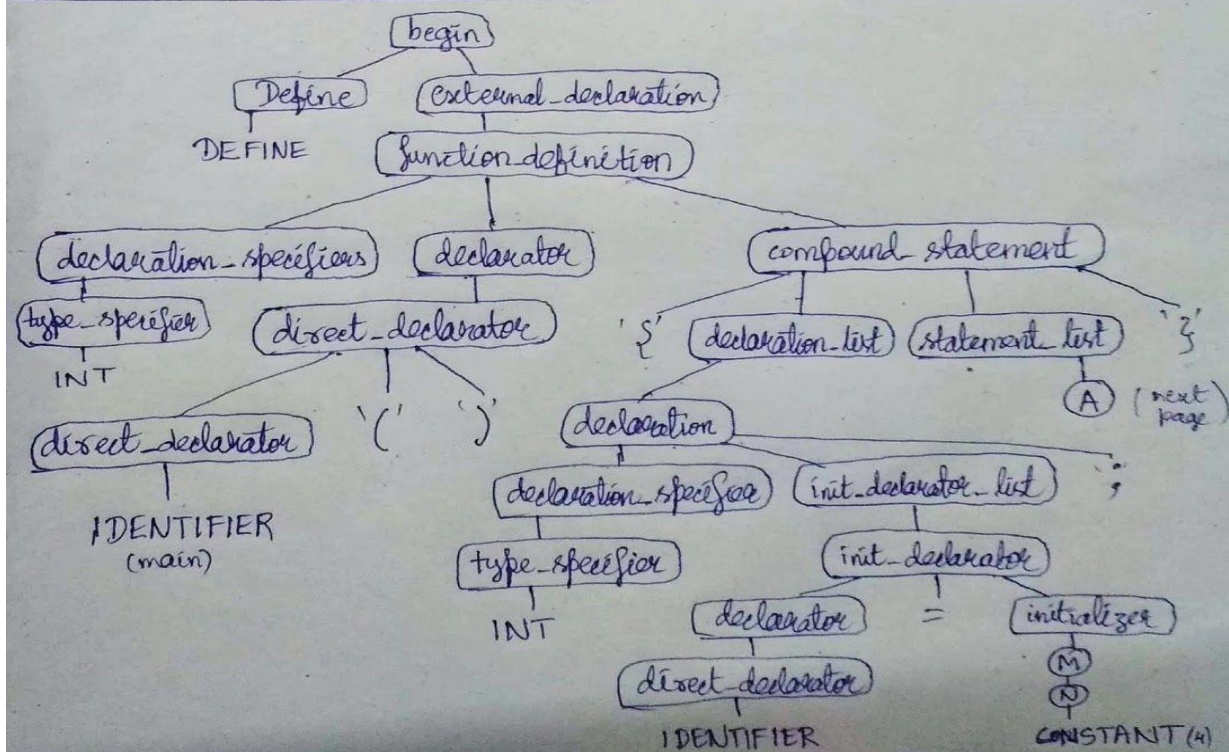 begin
Define external_declaration
DEFINE function_definition
declaration_specifiers declarator compound_statement
type_specifier direct_declarator '{' declaration_list statement_list '}'
INT A (next page)
direct_declarator '(' ')' declaration
declaration_specifier init_declarator_list ';'
IDENTIFIER
(main) type_specifier init_declarator
INT declarator = initializer
direct_declarator M
N
IDENTIFIER CONSTANT (4)